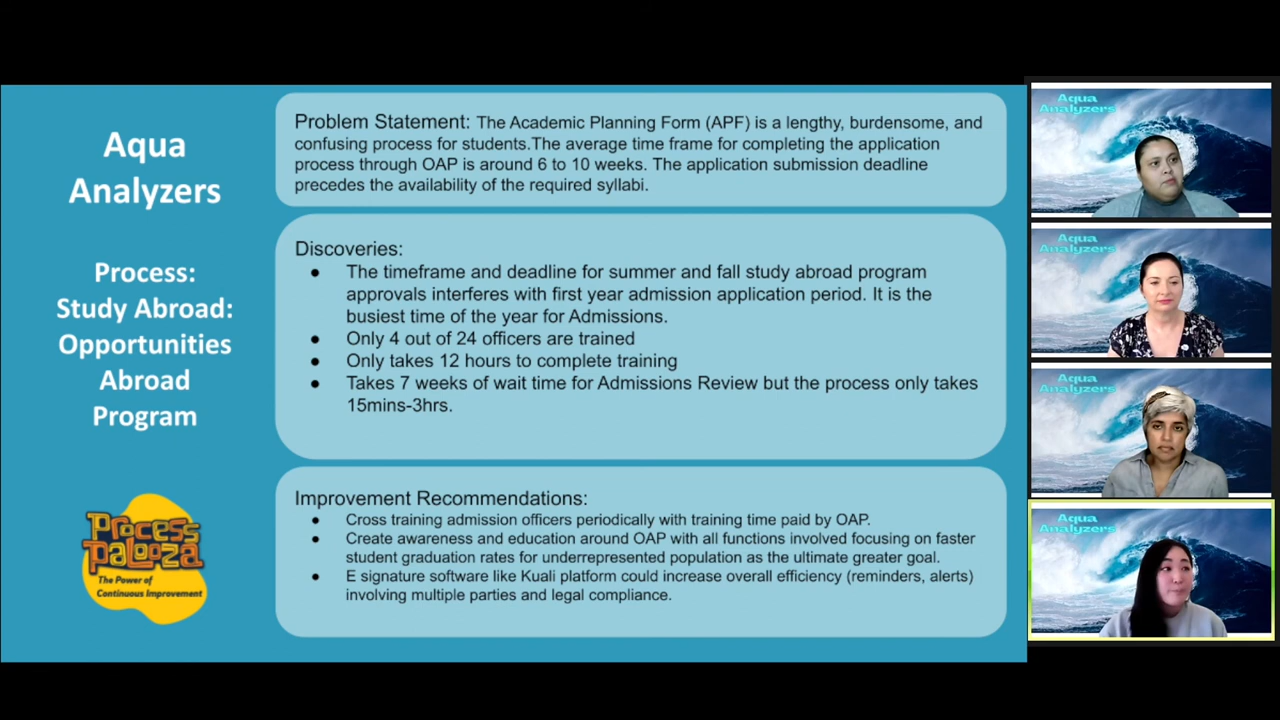 Aqua
Analyzers
Process:
Study Abroad:
Opportunities
Abroad
Program
Process
Palooza
The Power of
Continuous Improvement
Problem Statement: The Academic Planning Form (APF) is a lengthy, burdensome, and
confusing process for students.The average time frame for completing the application
process through OAP is around 6 to 10 weeks. The application submission deadline
precedes the availability of the required syllabi.
Discoveries:
● The timeframe and deadline for summer and fall study abroad program
approvals interferes with first year admission application period. It is the
busiest time of the year for Admissions.
● Only 4 out of 24 officers are trained
● Only takes 12 hours to complete training
● Takes 7 weeks of wait time for Admissions Review but the process only takes
15mins-3hrs.
Improvement Recommendations:
● Cross training admission officers periodically with training time paid by OAP.
● Create awareness and education around OAP with all functions involved focusing on faster
student graduation rates for underrepresented population as the ultimate greater goal.
● E signature software like Kuali platform could increase overall efficiency (reminders, alerts)
involving multiple parties and legal compliance.
Aqua
Analyzers
Aqua
Analyzers
Aqua
Analyzers
Aqua
Analyzers